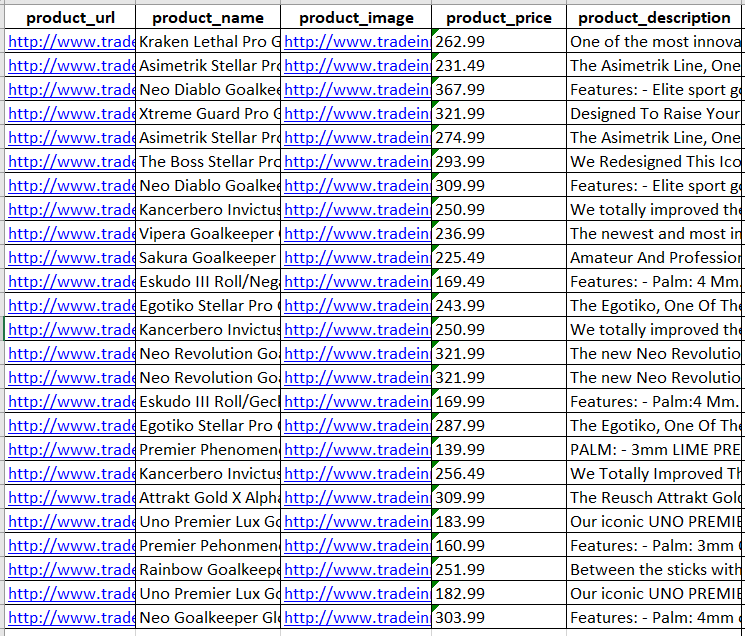 product_url product_name product_image product_price product_description
http://www.trade Kraken Lethal Pro G http://www.tradein 262.99 One of the most innova
http://www.trade Asimetrik Stellar Pro http://www.tradein 231.49 The Asimetrik Line, One
http://www.trade Neo Diablo Goalkee http://www.tradein 367.99 Features: - Elite sport go
http://www.trade Xtreme Guard Pro G http://www.tradein 321.99 Designed To Raise Your
http://www.trade Asimetrik Stellar Pro http://www.tradein 274.99 The Asimetrik Line, One
http://www.trade The Boss Stellar Pro http://www.tradein 293.99 We Redesigned This Ico
http://www.trade Neo Diablo Goalkee http://www.tradein 309.99 Features: - Elite sport go
http://www.trade Kancerbero Invictus http://www.tradein 250.99 We totally improved the
http://www.trade Vipera Goalkeeper http://www.tradein 236.99 The newest and most in
http://www.trade Sakura Goalkeeper http://www.tradein 225.49 Amateur And Profession
http://www.trade Eskudo III Roll/Nega http://www.tradein 169.49 Features: - Palm: 4 Mm.
http://www.trade Egotiko Stellar Pro http://www.tradein 243.99 The Egotiko, One Of The
http://www.trade Kancerbero Invictus http://www.tradein 250.99 We totally improved the
http://www.trade Neo Revolution Goa http://www.tradein 321.99 The new Neo Revolutio
http://www.trade Neo Revolution Goa http://www.tradein 321.99 The new Neo Revolutio
http://www.trade Eskudo III Roll/Geck http://www.tradein 169.99 Features: - Palm:4 Mm.
http://www.trade Egotiko Stellar Pro http://www.tradein 287.99 The Egotiko, One Of The
http://www.trade Premier Phenomen http://www.tradein 139.99 PALM: - 3mm LIME PRE
http://www.trade Kancerbero Invictus http://www.tradein 256.49 We Totally Improved Th
http://www.trade Attrakt Gold X Alpha http://www.tradein 309.99 The Reusch Attrakt Gold
http://www.trade Uno Premier Lux Go http://www.tradein 183.99 Our iconic UNO PREMIE
http://www.trade Premier Pehonmen http://www.tradein 160.99 Features: - Palm: 3mm
http://www.trade Rainbow Goalkeepe http://www.tradein 251.99 Between the sticks with
http://www.trade Uno Premier Lux Go http://www.tradein 182.99 Our iconic UNO PREMIE
http://www.trade Neo Goalkeeper Glo http://www.tradein 303.99 Features: - Palm: 4mm